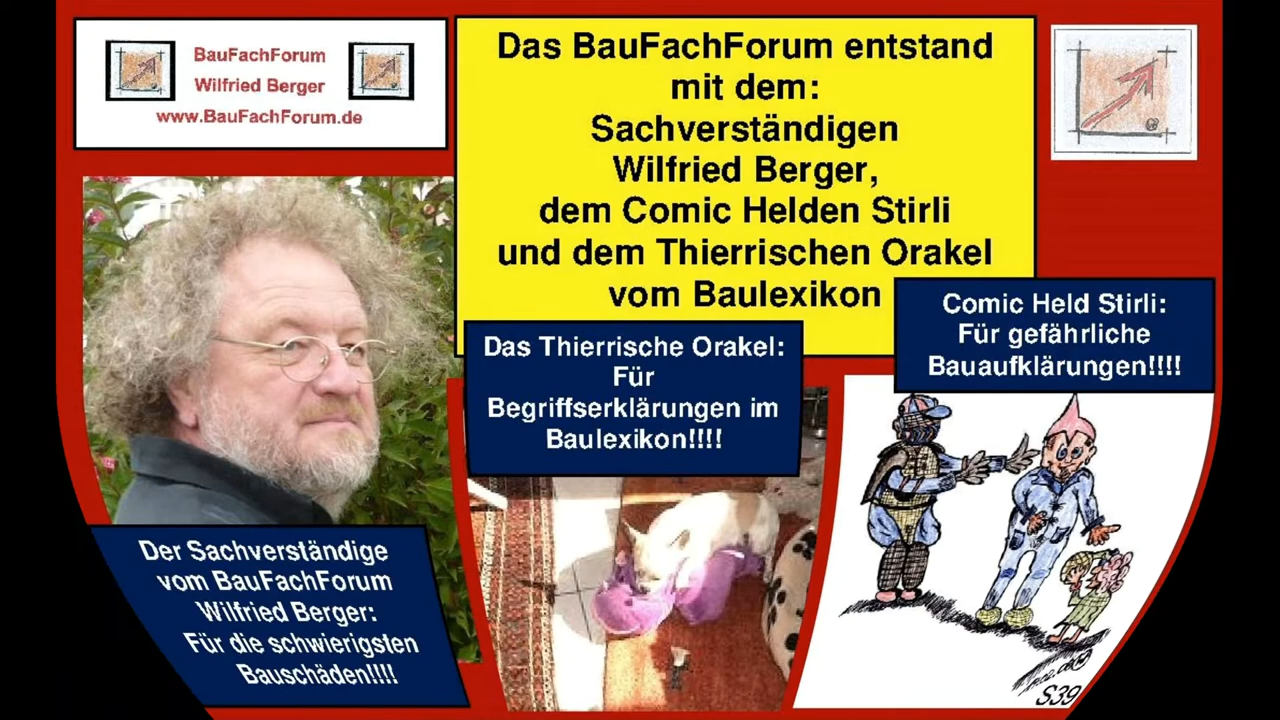 BauFachForum
Wilfried Berger
www.BauFachForum.de
Das BauFachForum entstand
mit dem:
Sachverständigen
Wilfried Berger,
dem Comic Helden Stirli
und dem Thierrischen Orakel
vom Baulexikon
Comic Held Stirli:
Für gefährliche
Bauaufklärungen!!!!
Das Thierrische Orakel:
Für
Begriffserklärungen im
Baulexikon!!!!
Der Sachverständige
vom BauFachForum
Wilfried Berger:
Für die schwierigsten
Bauschäden!!!!
S39